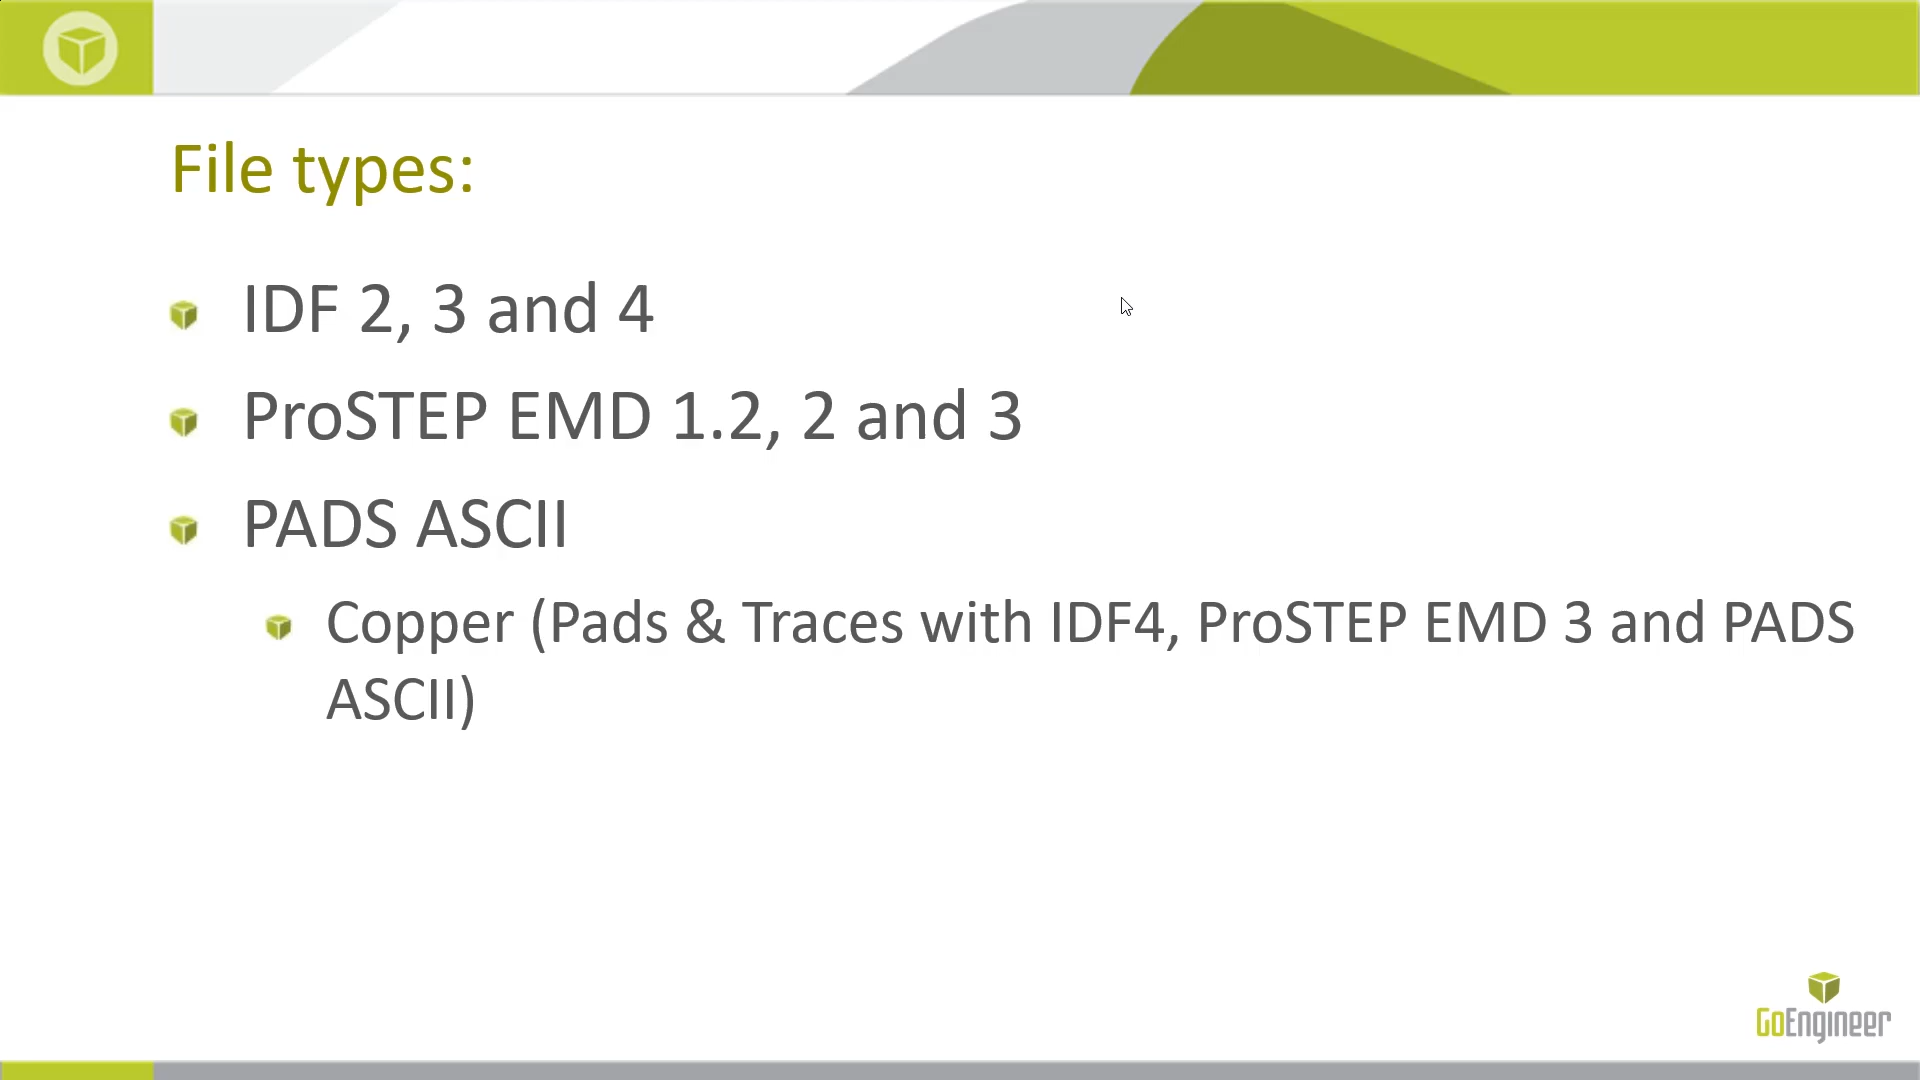 File types:
IDF 2, 3 and 4
ProSTEP EMD 1.2, 2 and 3
PADS ASCII
Copper (Pads & Traces with IDF4, ProSTEP EMD 3 and PADS
ASCII)
GoEngineer